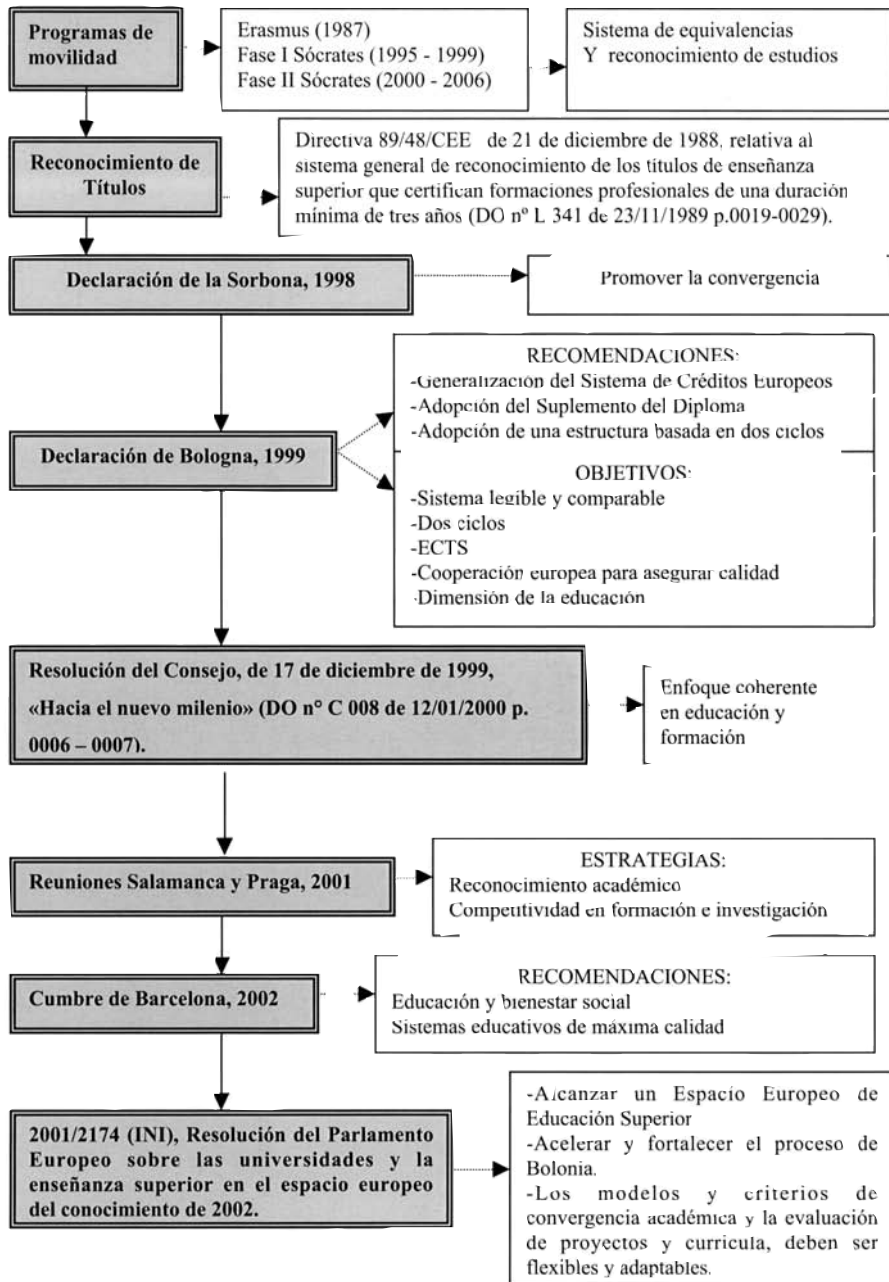 Programas de
movilidad
Erasmus (1987)
Fase I Sócrates (1995 - 1999)
Fase II Sócrates (2000 - 2006)
Sistema de equivalencias
Y reconocimiento de estudios
Reconocimiento de
Títulos
Directiva 89/48/CEE de 21 de diciembre de 1988, relativa al
sistema general de reconocimiento de los títulos de enseñanza
superior que certifican formaciones profesionales de una duración
mínima de tres años (DO nº L 341 de 23/11/1989 p.0019-0029).
Declaración de la Sorbona, 1998
Promover la convergencia
Declaración de Bologna, 1999
RECOMENDACIONES:
-Generalización del Sistema de Créditos Europeos
-Adopción del Suplemento del Diploma
-Adopción de una estructura basada en dos ciclos
OBJETIVOS:
-Sistema legible y comparable
-Dos ciclos
-ECTS
-Cooperación europea para asegurar calidad
-Dimensión de la educación
Resolución del Consejo, de 17 de diciembre de 1999,
«Hacia el nuevo milenio» (DO nº C 008 de 12/01/2000 p.
0006 – 0007).
Enfoque coherente
en educación y
formación
Reuniones Salamanca y Praga, 2001
ESTRATEGIAS:
Reconocimiento académico
Competitividad en formación e investigación
Cumbre de Barcelona, 2002
RECOMENDACIONES:
Educación y bienestar social
Sistemas educativos de máxima calidad
2001/2174 (INI), Resolución del Parlamento
Europeo sobre las universidades y la
enseñanza superior en el espacio europeo
del conocimiento de 2002.
-Alcanzar un Espacio Europeo de
Educación Superior
-Acelerar y fortalecer el proceso de
Bolonia.
-Los modelos y criterios de
convergencia académica y la evaluación
de proyectos y curricula, deben ser
flexibles y adaptables.